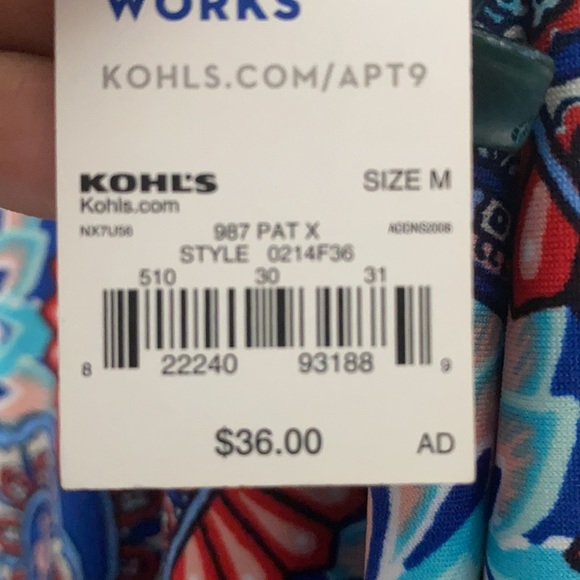 WORKS
KOHLS.COM/APT9
KOHL'S SIZE M
Kohls.com
NX7U56 987 PAT X
STYLE 0214F36
510 30 31
8 22240 93188 9
$36.00 AD